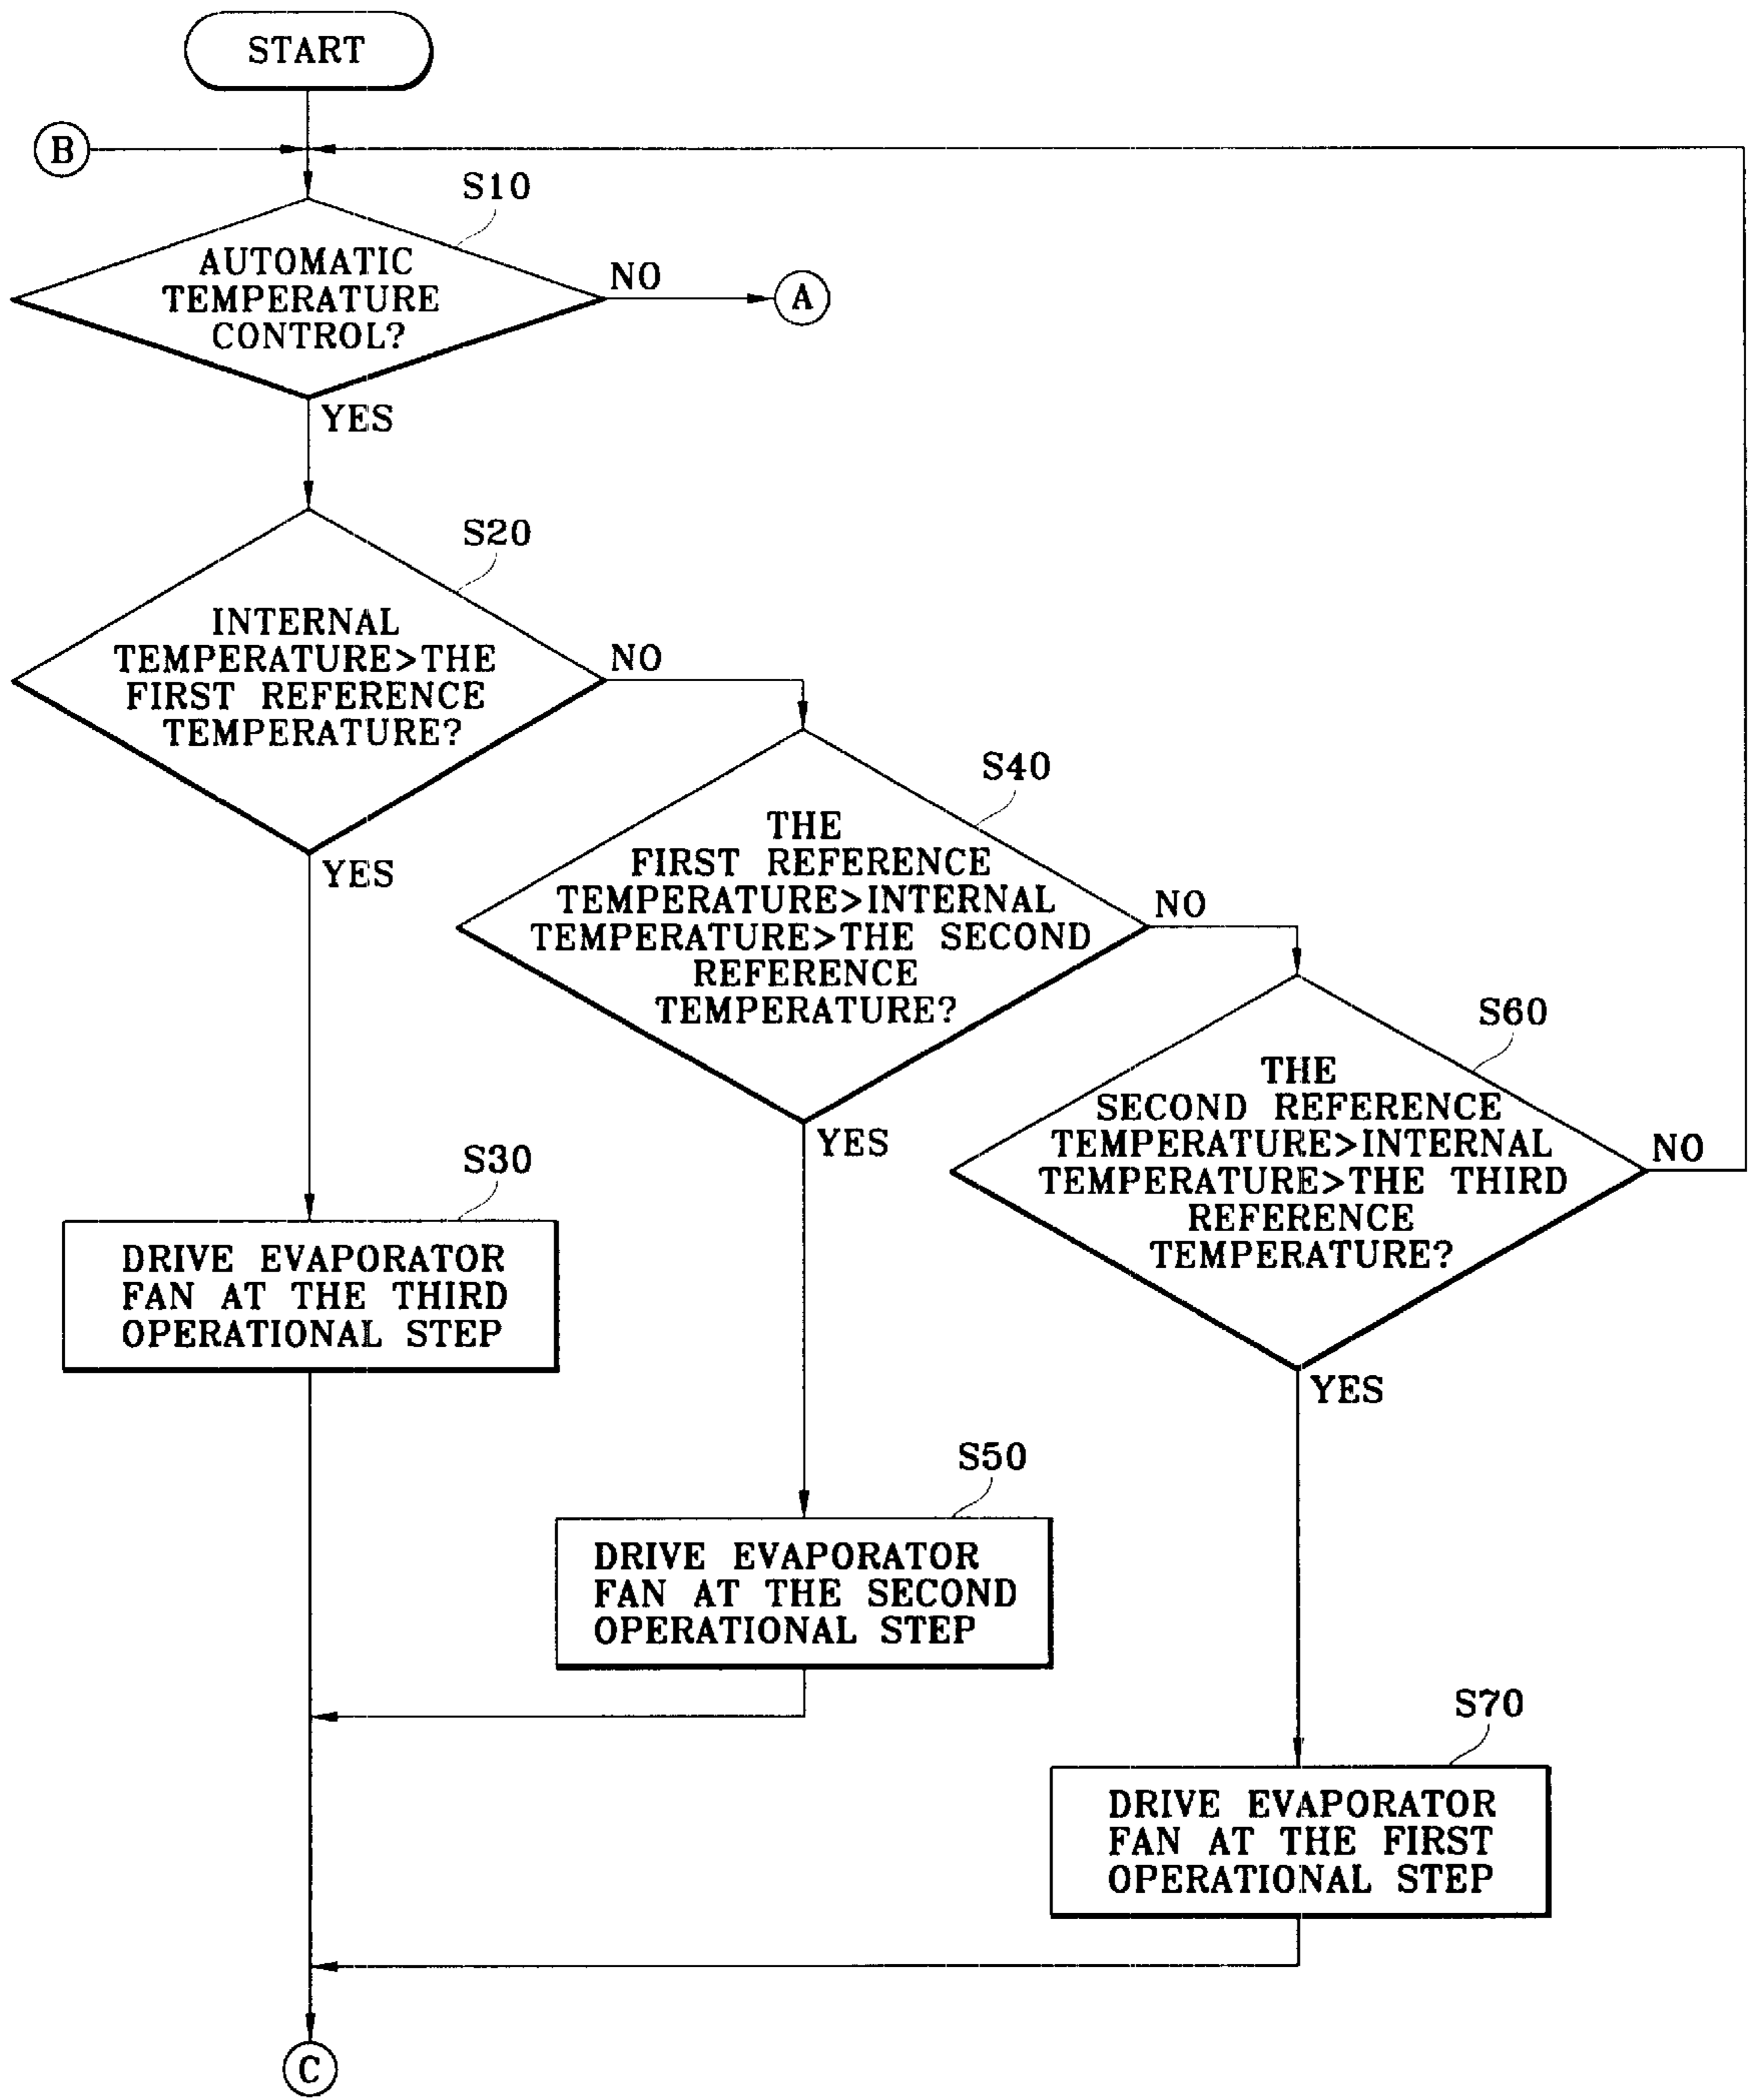 START
B
S10
AUTOMATIC
TEMPERATURE
CONTROL?
NO
A
YES
S20
INTERNAL
TEMPERATURE>THE
FIRST REFERENCE
TEMPERATURE?
NO
YES
S40
THE
FIRST REFERENCE
TEMPERATURE>INTERNAL
TEMPERATURE>THE SECOND
REFERENCE
TEMPERATURE?
NO
YES
S60
THE
SECOND REFERENCE
TEMPERATURE>INTERNAL
TEMPERATURE>THE THIRD
REFERENCE
TEMPERATURE?
NO
YES
S30
DRIVE EVAPORATOR
FAN AT THE THIRD
OPERATIONAL STEP
S50
DRIVE EVAPORATOR
FAN AT THE SECOND
OPERATIONAL STEP
S70
DRIVE EVAPORATOR
FAN AT THE FIRST
OPERATIONAL STEP
C